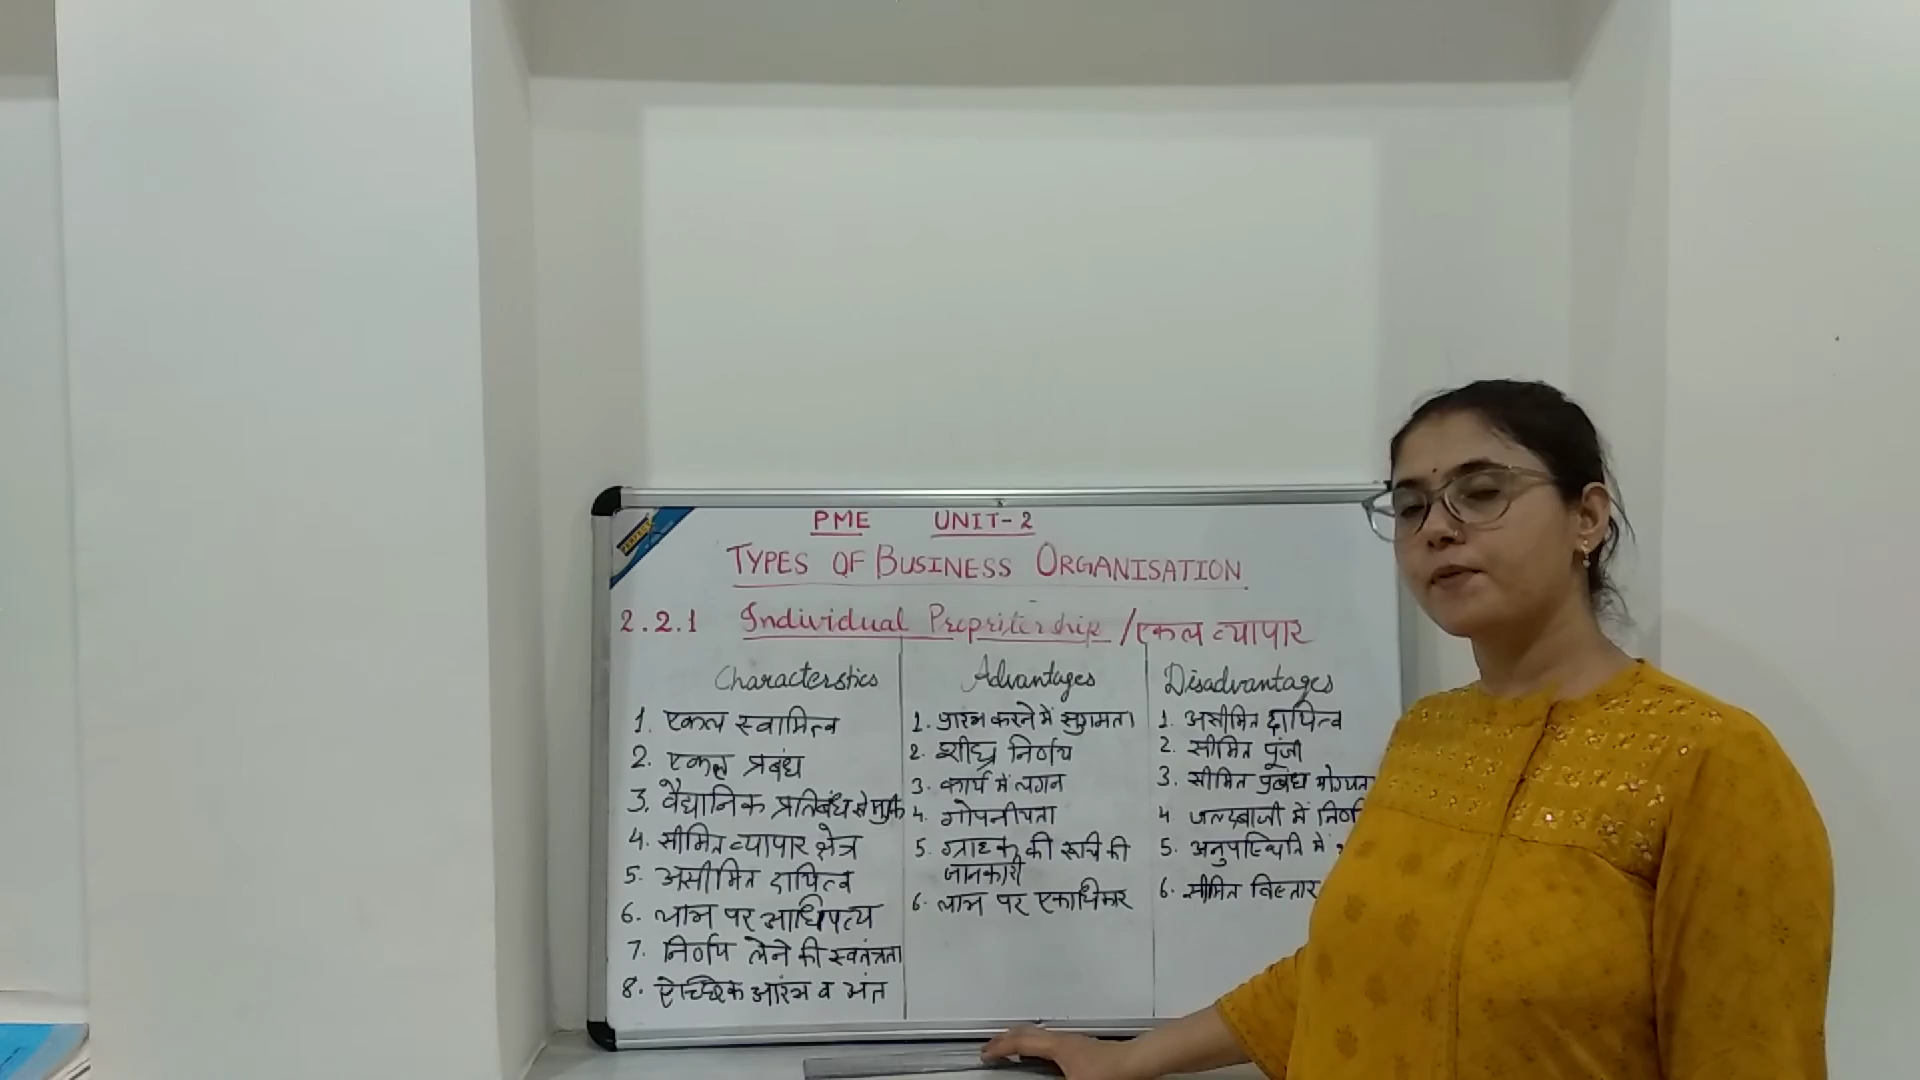 PERFECT
PME UNIT-2
TYPES OF BUSINESS ORGANISATION.
2.2.1 Individual Propritership /एकल व्यापार
Characterstics
1. एकल स्वामित्व
2. एकल प्रबंध
3. वैद्यानिक प्रतिबंध से मुक्ति
4. सीमित व्यापार क्षेत्र
5. असीमित दायित्व
6. लाभ पर आधिपत्य
7. निर्णय लेने की स्वतंत्रता
8. ऐच्छिक आरंभ व अंत
Advantages
1. प्रारंभ करने में सुगमता
2. शीघ्र निर्णय
3. कार्य में लगन
4. गोपनीयता
5. ग्राहक की रूचि की
जानकारी
6. लाभ पर एकाधिकार
Disadvantages
1. असीमित दायित्व
2. सीमित पूंजी
3. सीमित प्रबंध योग्यता
4. जल्दबाजी में
5. अनुपस्थिति में
6. सीमित विस्तार